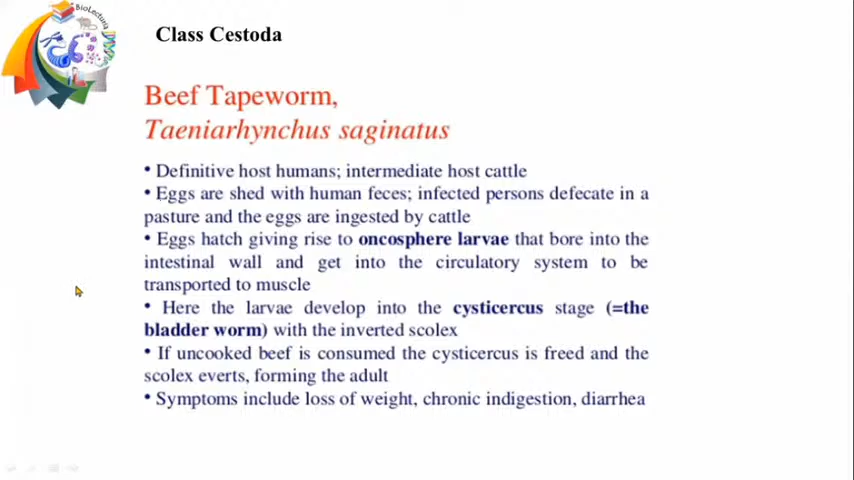 BioLecturia
Class Cestoda
Beef Tapeworm,
Taeniarhynchus saginatus
• Definitive host humans; intermediate host cattle
• Eggs are shed with human feces; infected persons defecate in a
pasture and the eggs are ingested by cattle
• Eggs hatch giving rise to oncosphere larvae that bore into the
intestinal wall and get into the circulatory system to be
transported to muscle
• Here the larvae develop into the cysticercus stage (=the
bladder worm) with the inverted scolex
• If uncooked beef is consumed the cysticercus is freed and the
scolex everts, forming the adult
• Symptoms include loss of weight, chronic indigestion, diarrhea